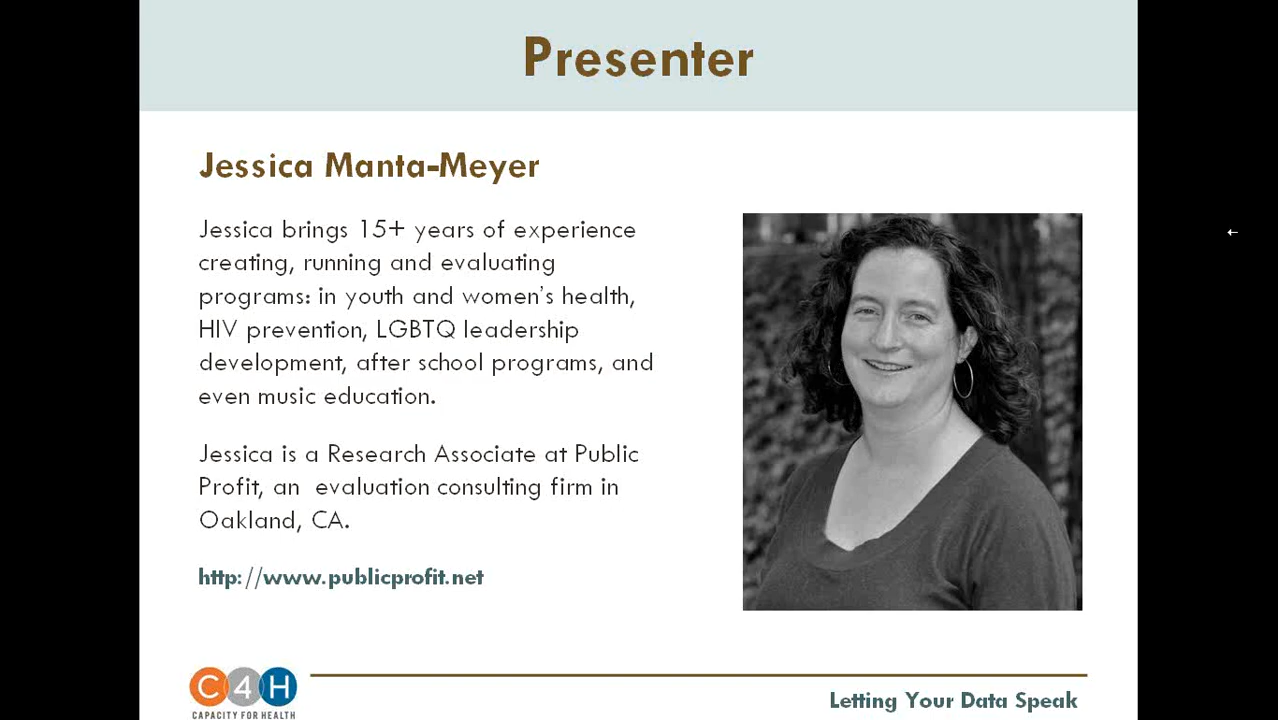 Presenter
Jessica Manta-Meyer
Jessica brings 15+ years of experience
creating, running and evaluating
programs: in youth and women's health,
HIV prevention, LGBTQ leadership
development, after school programs, and
even music education.
Jessica is a Research Associate at Public
Profit, an  evaluation consulting firm in
Oakland, CA.
http://www.publicprofit.net
C4H
CAPACITY FOR HEALTH
Letting Your Data Speak